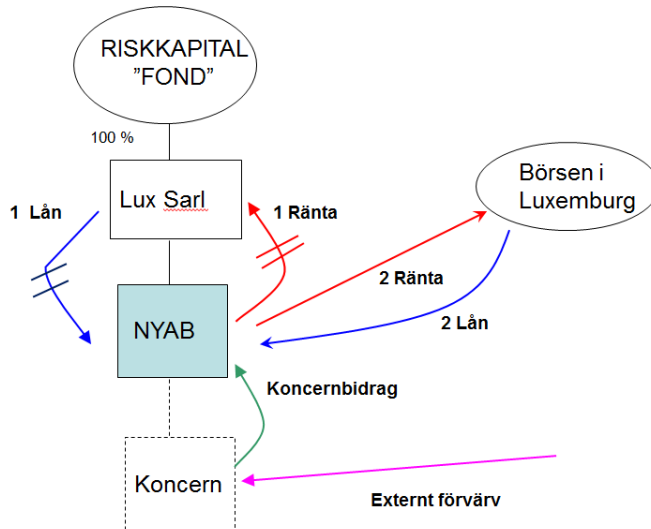 RISKKAPITAL
”FOND”
100 %
Börsen i
Luxemburg
Lux Sarl
1 Lån
1 Ränta
2 Ränta
2 Lån
NYAB
Koncernbidrag
Koncern
Externt förvärv